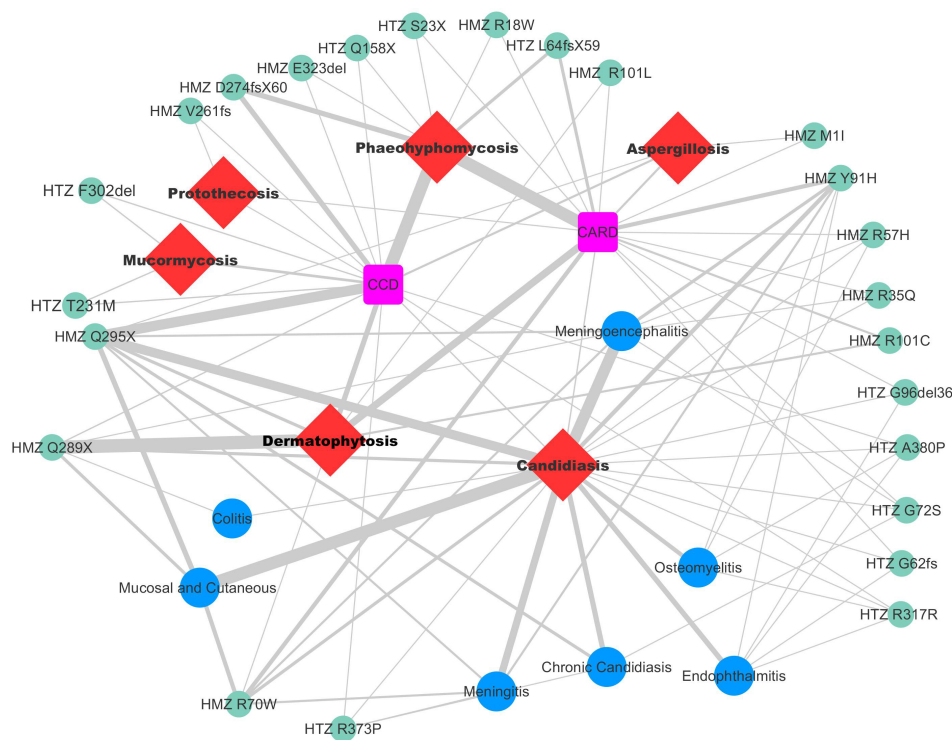 HTZ S23X
HMZ R18W
HTZ Q158X
HTZ L64fsX59
HMZ E323del
HMZ R101L
HMZ D274fsX60
HMZ V261fs
Phaeohyphomycosis
Aspergillosis
HMZ M1I
HMZ Y91H
HTZ F302del
Protothecosis
CARD
HMZ R57H
Mucormycosis
CCD
HMZ R35Q
HTZ T231M
Meningoencephalitis
HMZ Q295X
HMZ R101C
HTZ G96del36
Dermatophytosis
HMZ Q289X
HTZ A380P
Candidiasis
HTZ G72S
Colitis
HTZ G62fs
Osteomyelitis
Mucosal and Cutaneous
HTZ R317R
Chronic Candidiasis
Endophthalmitis
Meningitis
HMZ R70W
HTZ R373P